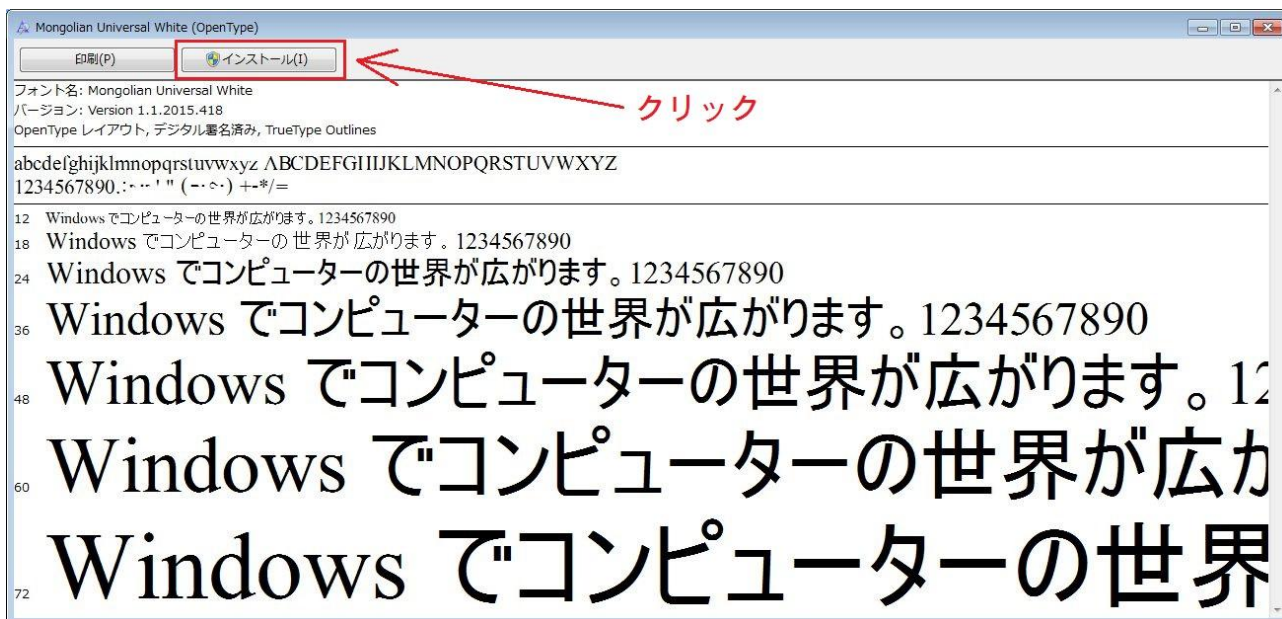 Mongolian Universal White (OpenType)
印刷(P) インストール(I)
クリック
フォント名: Mongolian Universal White
バージョン: Version 1.1.2015.418
OpenType レイアウト, デジタル署名済み, TrueType Outlines
abcdefghijklmnopqrstuvwxyz ABCDEFGHIJKLMNOPQRSTUVWXYZ
1234567890.:
12 Windows でコンピューターの世界が広がります。1234567890
18 Windows でコンピューターの世界が広がります。1234567890
24 Windows でコンピューターの世界が広がります。1234567890
36 Windows でコンピューターの世界が広がります。1234567890
48 Windows でコンピューターの世界が広がります。12
60 Windows でコンピューターの世界が広が
72 Windows でコンピューターの世界